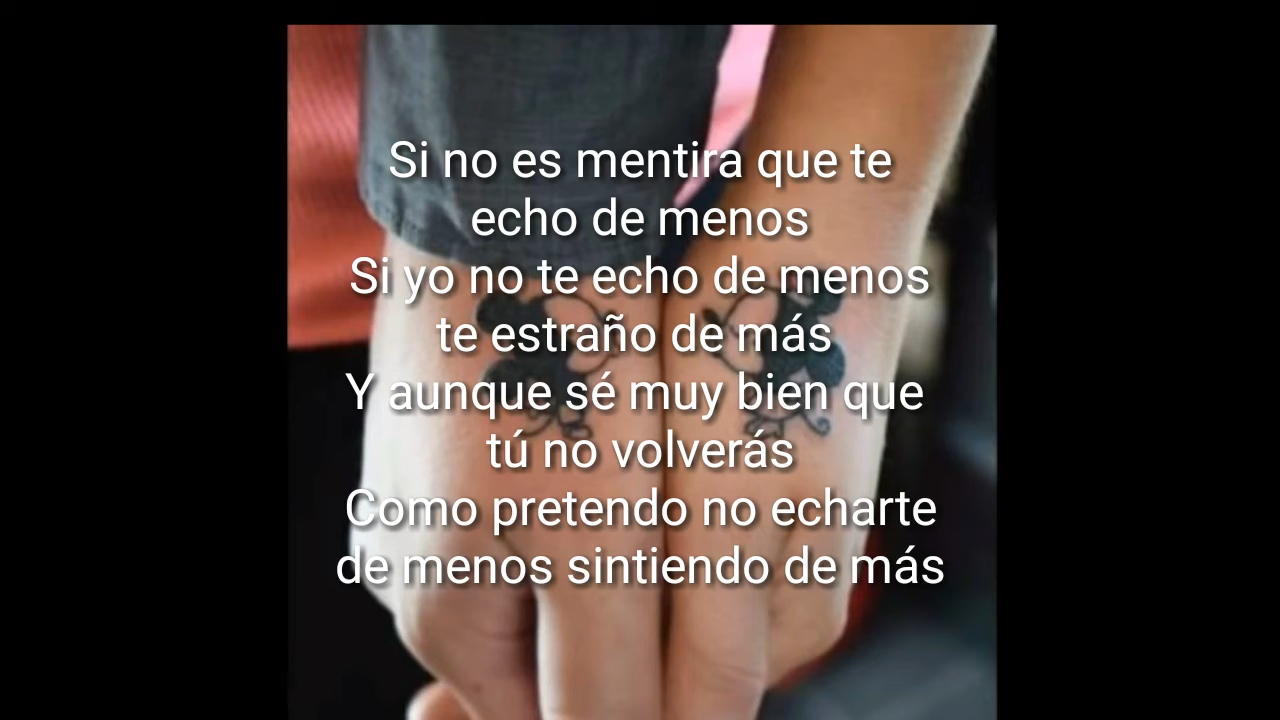 Si no es mentira que te
echo de menos
Si yo no te echo de menos
te estraño de más
Y aunque sé muy bien que
tú no volverás
Como pretendo no echarte
de menos sintiendo de más